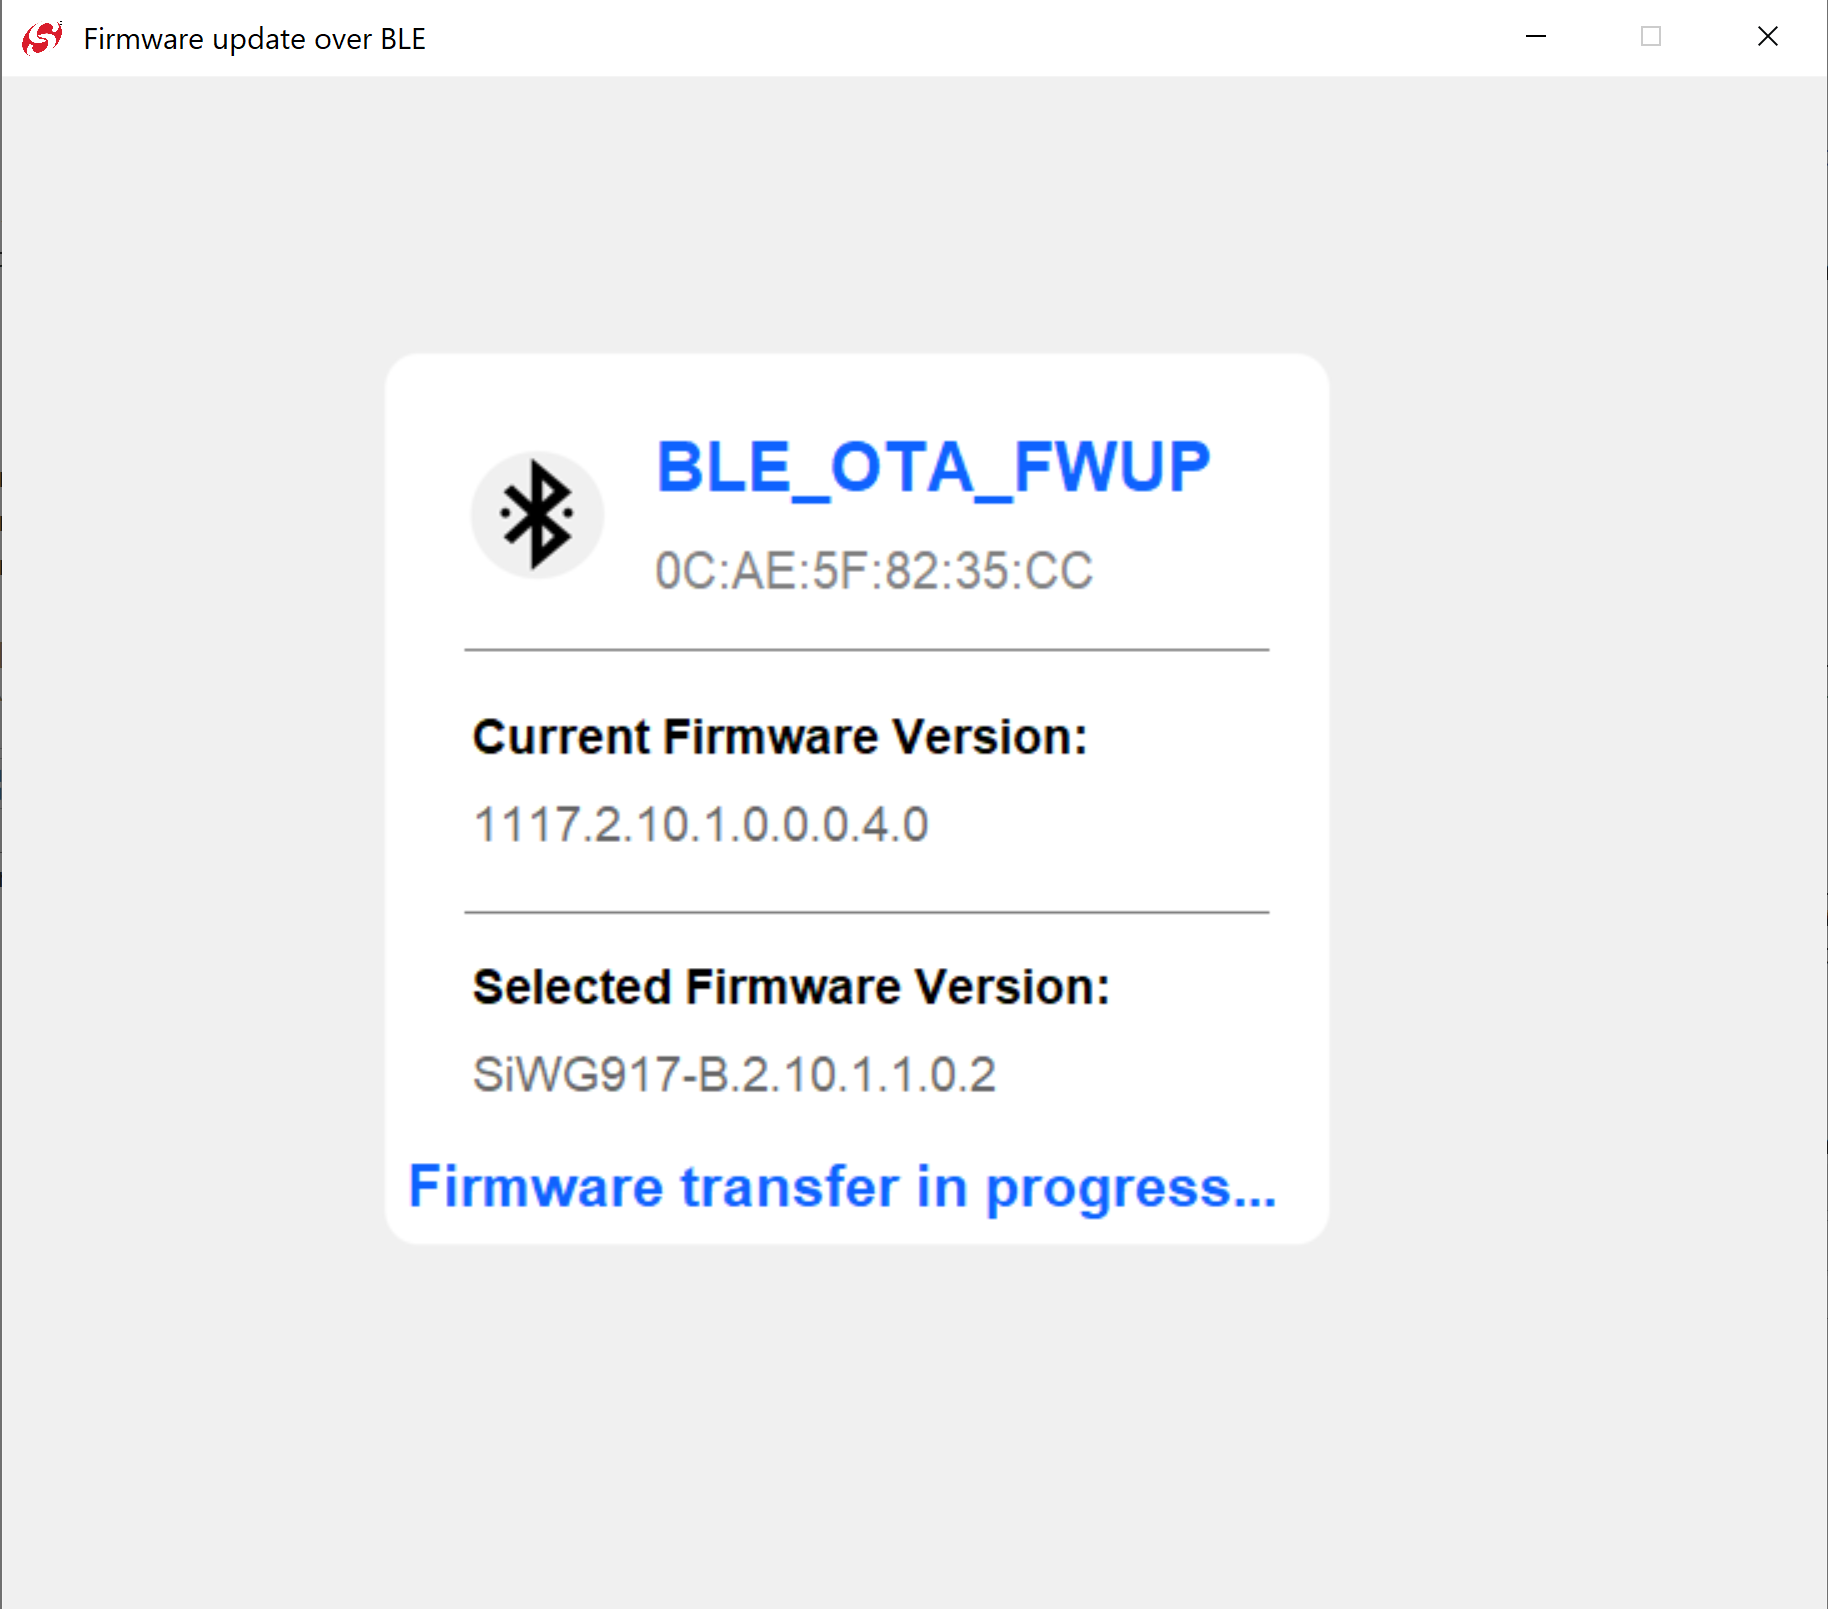 Firmware update over BLE
BLE_OTA_FWUP
0C:AE:5F:82:35:CC
Current Firmware Version:
1117.2.10.1.0.0.0.4.0
Selected Firmware Version:
SiWG917-B.2.10.1.1.0.2
Firmware transfer in progress...